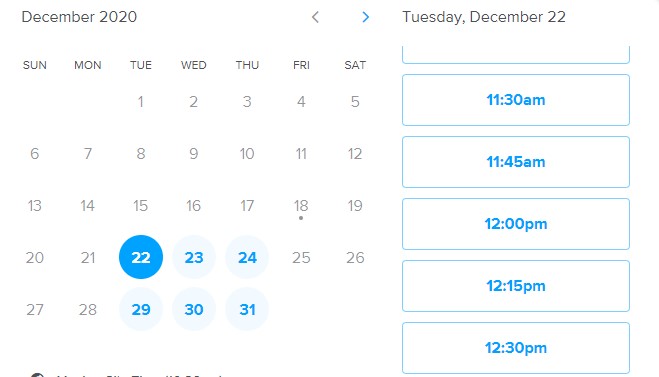 December 2020
SUN MON TUE WED THU FRI SAT
1 2 3 4 5
6 7 8 9 10 11 12
13 14 15 16 17 18 19
20 21 22 23 24 25 26
27 28 29 30 31
Tuesday, December 22
11:30am
11:45am
12:00pm
12:15pm
12:30pm